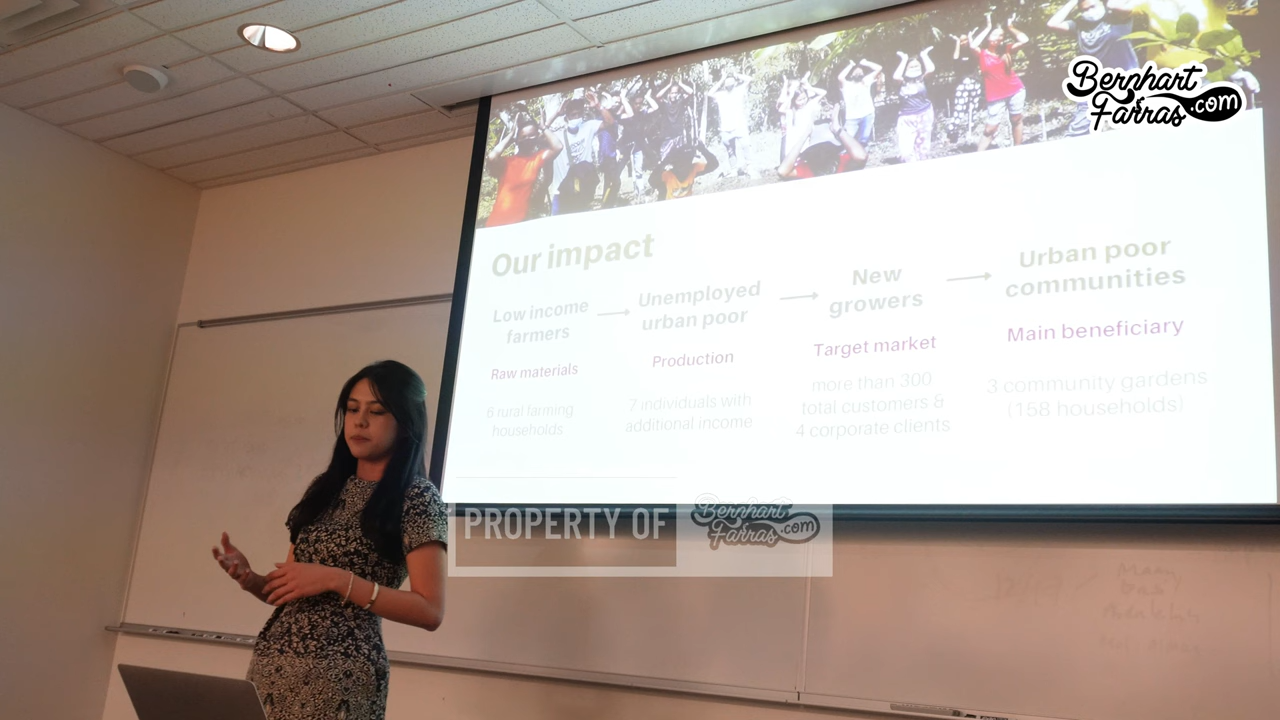 Bernhart
& Farras .com
Our impact
Low income
farmers
Raw materials
6 rural farming
households
Unemployed
urban poor
Production
7 individuals with
additional income
New
growers
Target market
more than 300
total customers &
4 corporate clients
Urban poor
communities
Main beneficiary
3 community gardens
(158 households)
PROPERTY OF
Bernhart
& Farras .com